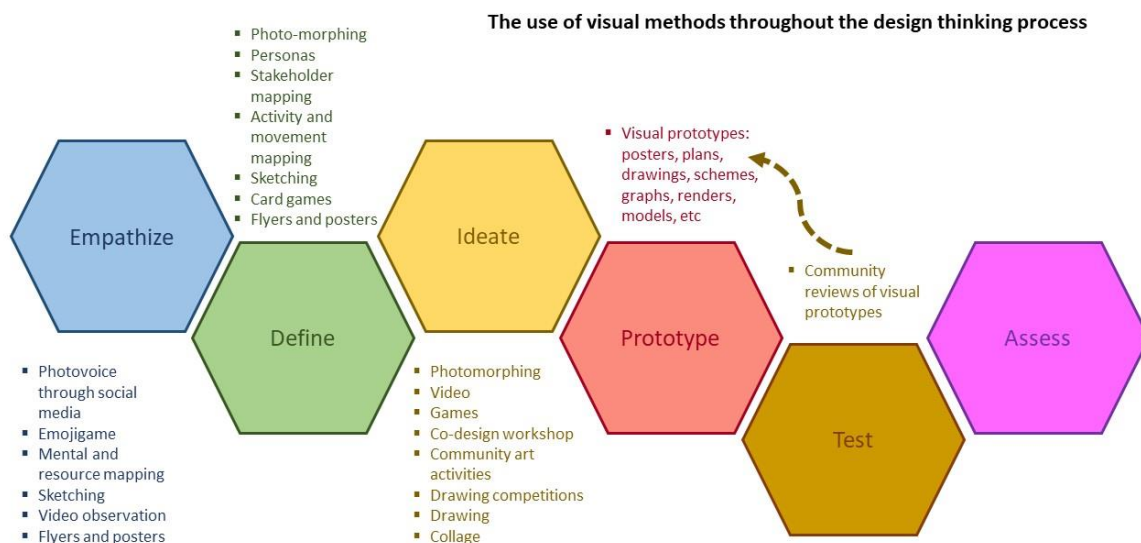 The use of visual methods throughout the design thinking process
▪ Photo-morphing
▪ Personas
▪ Stakeholder
mapping
▪ Activity and
movement
mapping
▪ Sketching
▪ Card games
▪ Flyers and posters
▪ Visual prototypes:
posters, plans,
drawings, schemes,
graphs, renders,
models, etc
▪ Community
reviews of visual
prototypes
Empathize
Define
Ideate
Prototype
Test
Assess
▪ Photovoice
through social
media
▪ Emojigame
▪ Mental and
resource mapping
▪ Sketching
▪ Video observation
▪ Flyers and posters
▪ Photomorphing
▪ Video
▪ Games
▪ Co-design workshop
▪ Community art
activities
▪ Drawing competitions
▪ Drawing
▪ Collage